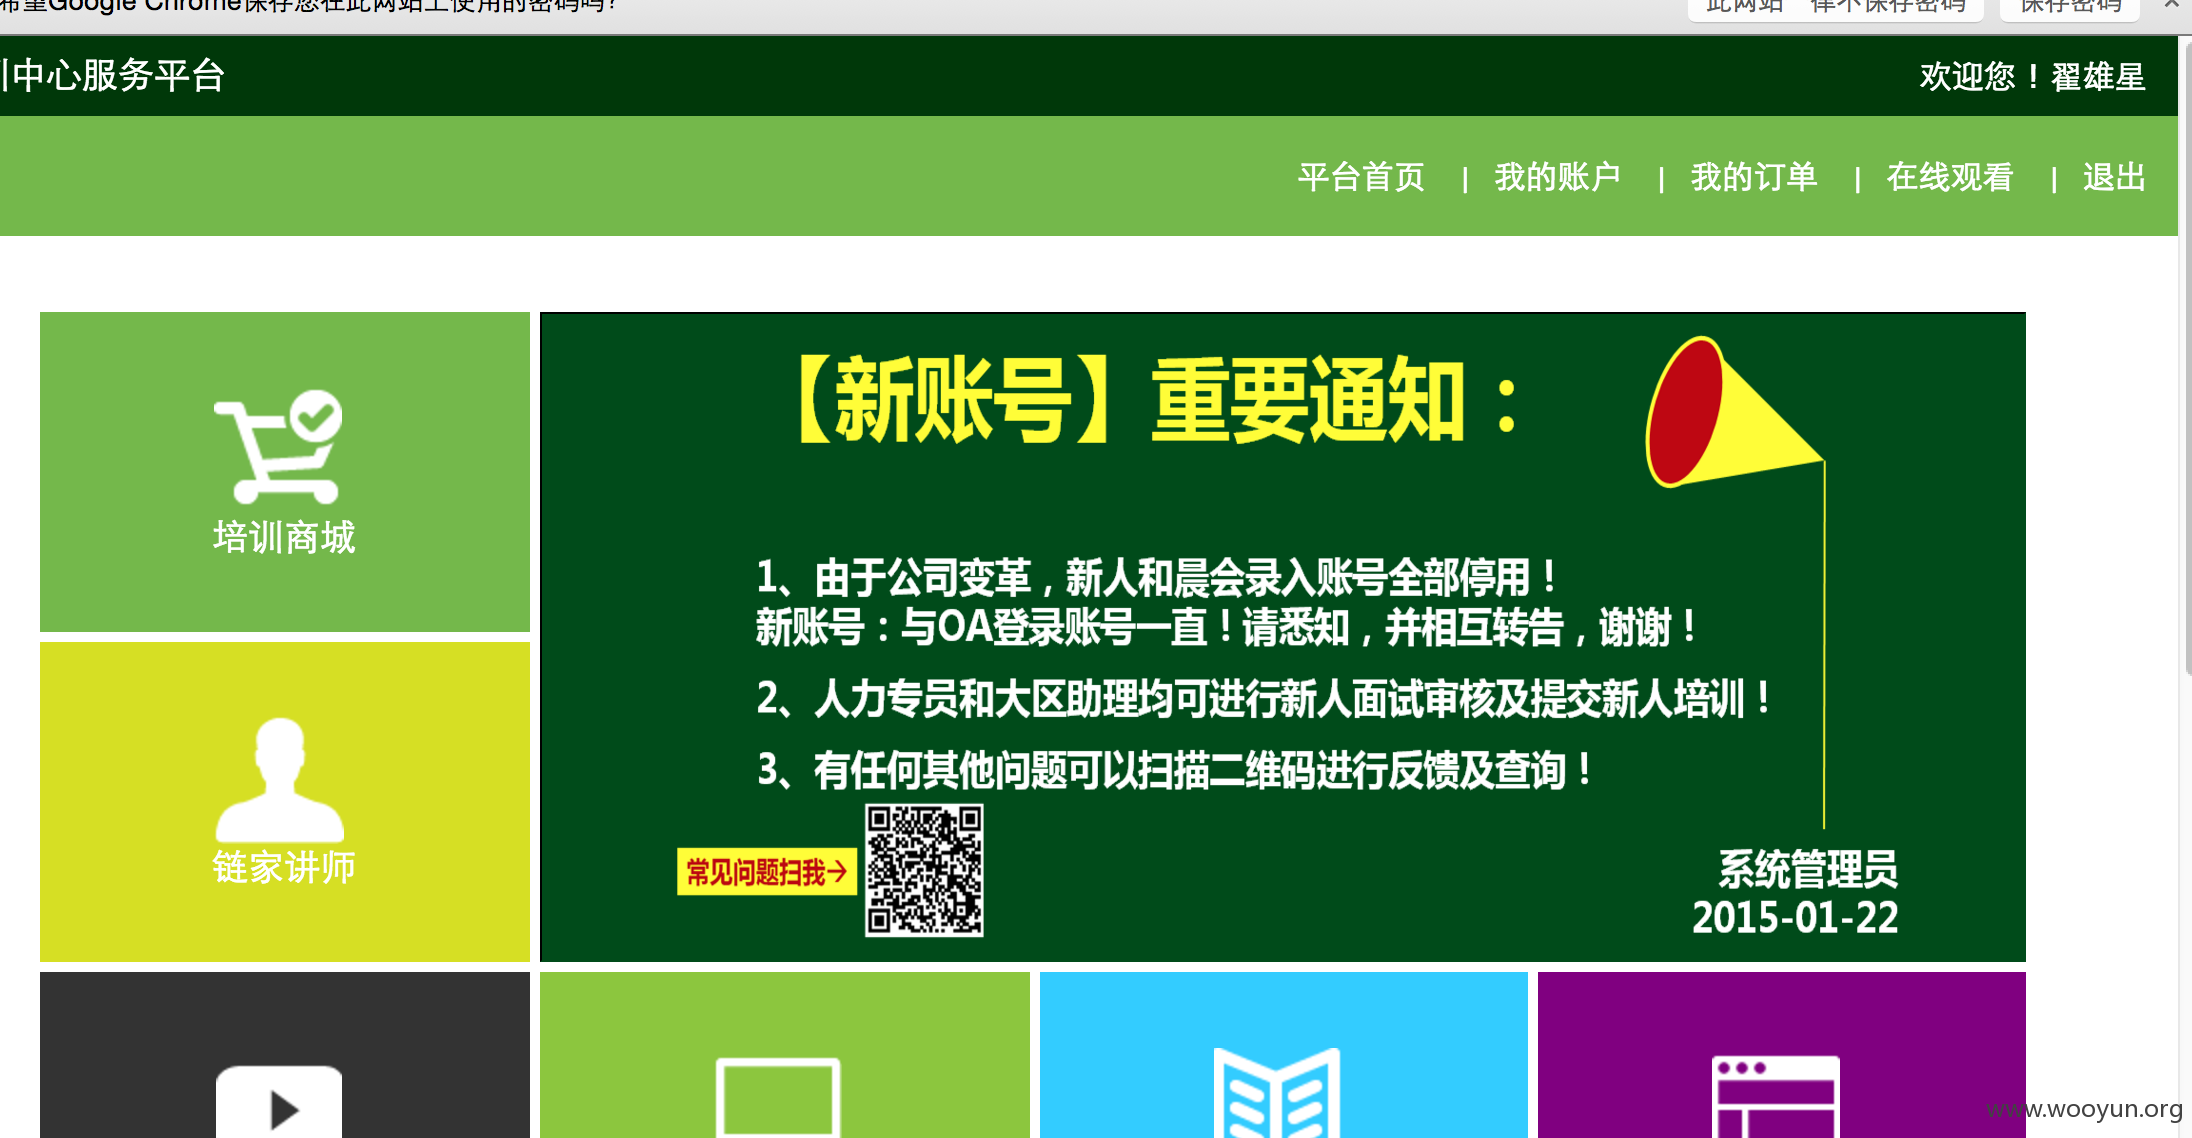 希望Google Chrome保存您在此网站上使用的密码吗?
此网站一律不保存密码
保存密码
训中心服务平台
欢迎您！翟雄星
平台首页 | 我的账户 | 我的订单 | 在线观看 | 退出
培训商城
【新账号】重要通知：
1、由于公司变革，新人和晨会录入账号全部停用！
新账号：与OA登录账号一直！请悉知，并相互转告，谢谢！
2、人力专员和大区助理均可进行新人面试审核及提交新人培训！
3、有任何其他问题可以扫描二维码进行反馈及查询！
链家讲师
常见问题扫我→
系统管理员
2015-01-22
www.wooyun.org